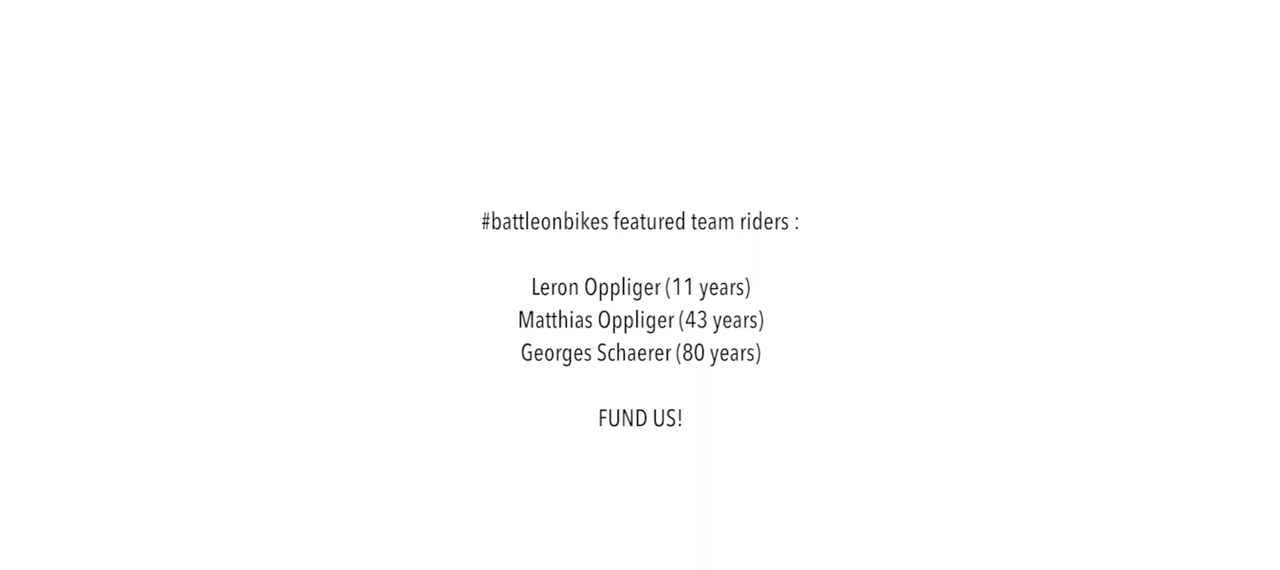 #battleonbikes featured team riders :
Leron Oppliger (11 years)
Matthias Oppliger (43 years)
Georges Schaerer (80 years)
FUND US!